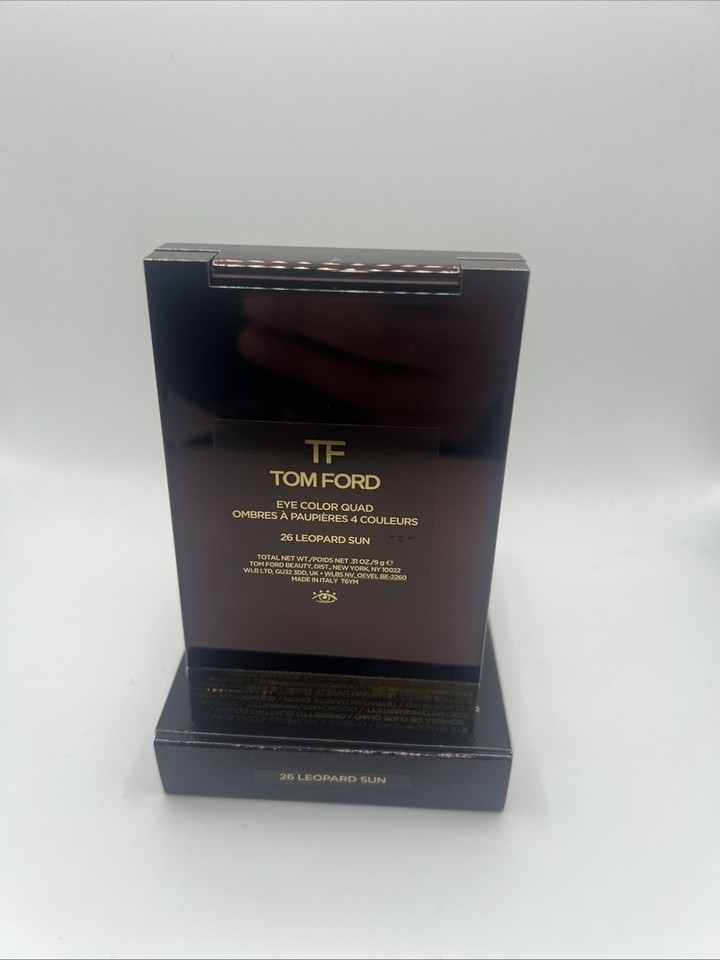 TF
TOM FORD
EYE COLOR QUAD
OMBRES À PAUPIÈRES 4 COULEURS
26 LEOPARD SUN
TOTAL NET WT./POIDS NET .31 OZ./9 g ℮
TOM FORD BEAUTY, DIST., NEW YORK, NY 10022
WLB LTD, GU32 3DD, UK • WLBS NV, OEVEL BE-2260
MADE IN ITALY T6YM
26 LEOPARD SUN